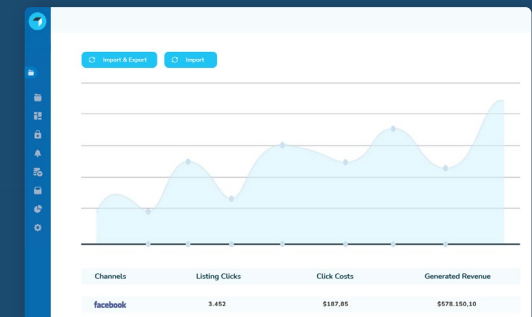 Import & Export Import
Channels Listing Clicks Click Costs Generated Revenue
facebook 3.452 $187,85 $578.150,10